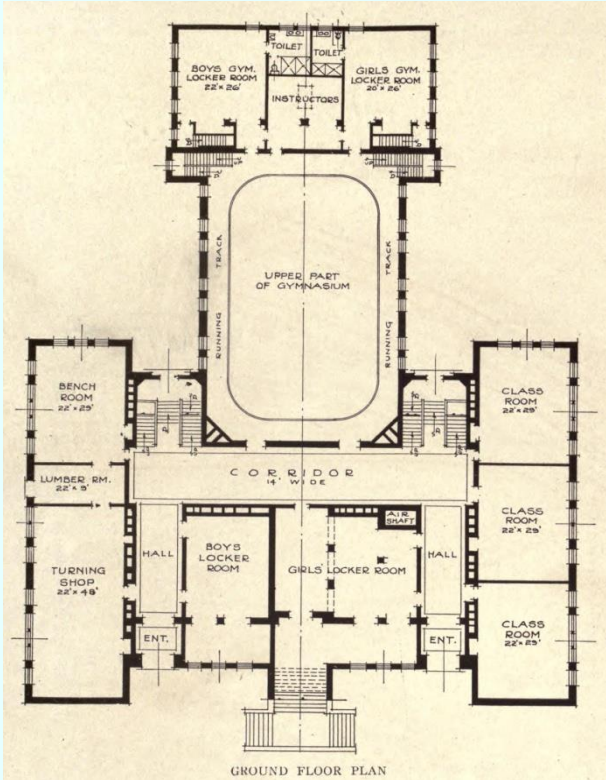 TOILET
TOILET
BOYS GYM.
LOCKER ROOM
22' × 26'
GIRLS GYM.
LOCKER ROOM
20' × 26'
INSTRUCTORS
RUNNING TRACK
UPPER PART
OF GYMNASIUM
RUNNING TRACK
BENCH
ROOM
22' × 29'
CLASS
ROOM
22' × 29'
CORRIDOR
14' WIDE
LUMBER RM.
22' × 9'
CLASS
ROOM
22' × 29'
AIR
SHAFT
HALL
BOYS
LOCKER
ROOM
GIRLS LOCKER ROOM
HALL
TURNING
SHOP
22' × 48'
CLASS
ROOM
22' × 29'
ENT.
ENT.
GROUND FLOOR PLAN